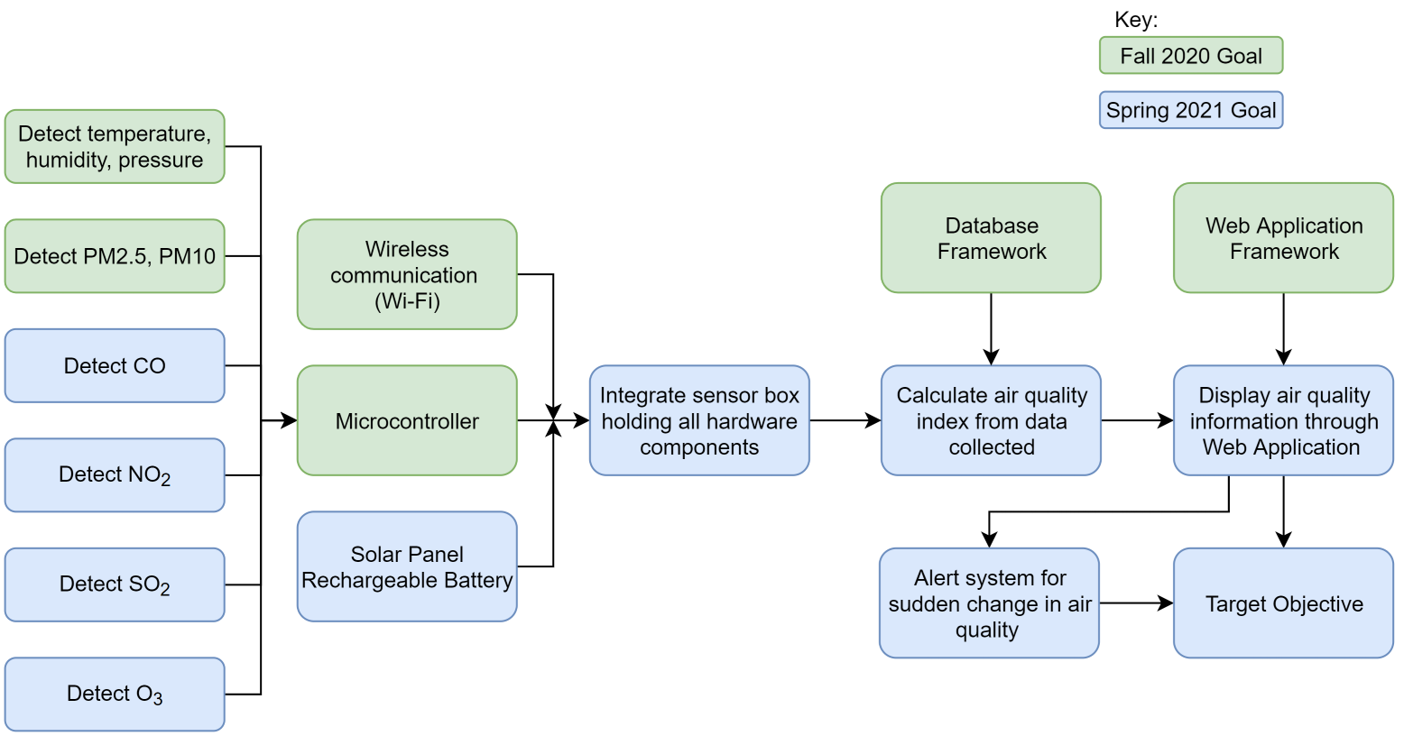 Key:
Fall 2020 Goal
Spring 2021 Goal
Detect temperature,
humidity, pressure
Detect PM2.5, PM10
Detect CO
Detect NO₂
Detect SO₂
Detect O₃
Wireless
communication
(Wi-Fi)
Microcontroller
Solar Panel
Rechargeable Battery
Integrate sensor box
holding all hardware
components
Database
Framework
Calculate air quality
index from data
collected
Web Application
Framework
Display air quality
information through
Web Application
Alert system for
sudden change in air
quality
Target Objective